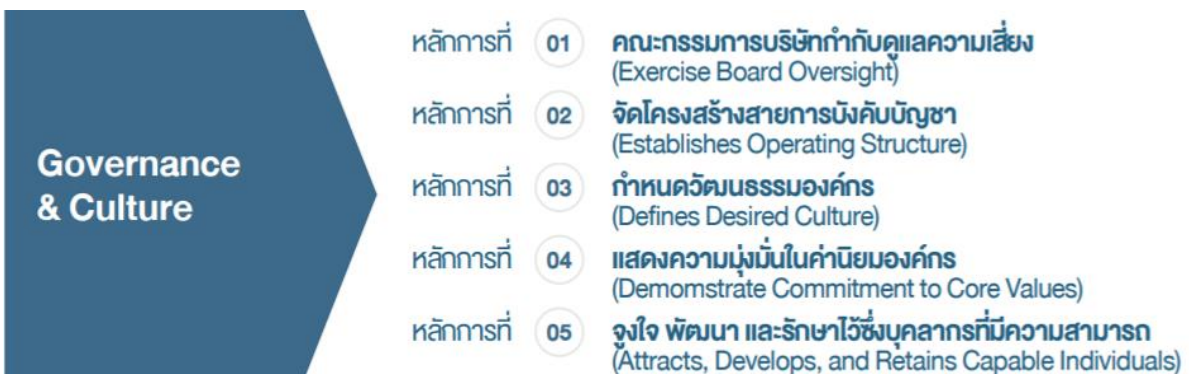 Governance
& Culture
หลักการที่ 01 คณะกรรมการบริษัทกำกับดูแลความเสี่ยง
(Exercise Board Oversight)
หลักการที่ 02 จัดโครงสร้างสายการบังคับบัญชา
(Establishes Operating Structure)
หลักการที่ 03 กำหนดวัฒนธรรมองค์กร
(Defines Desired Culture)
หลักการที่ 04 แสดงความมุ่งมั่นในค่านิยมองค์กร
(Demomstrate Commitment to Core Values)
หลักการที่ 05 จูงใจ พัฒนา และรักษาไว้ซึ่งบุคลากรที่มีความสามารถ
(Attracts, Develops, and Retains Capable Individuals)